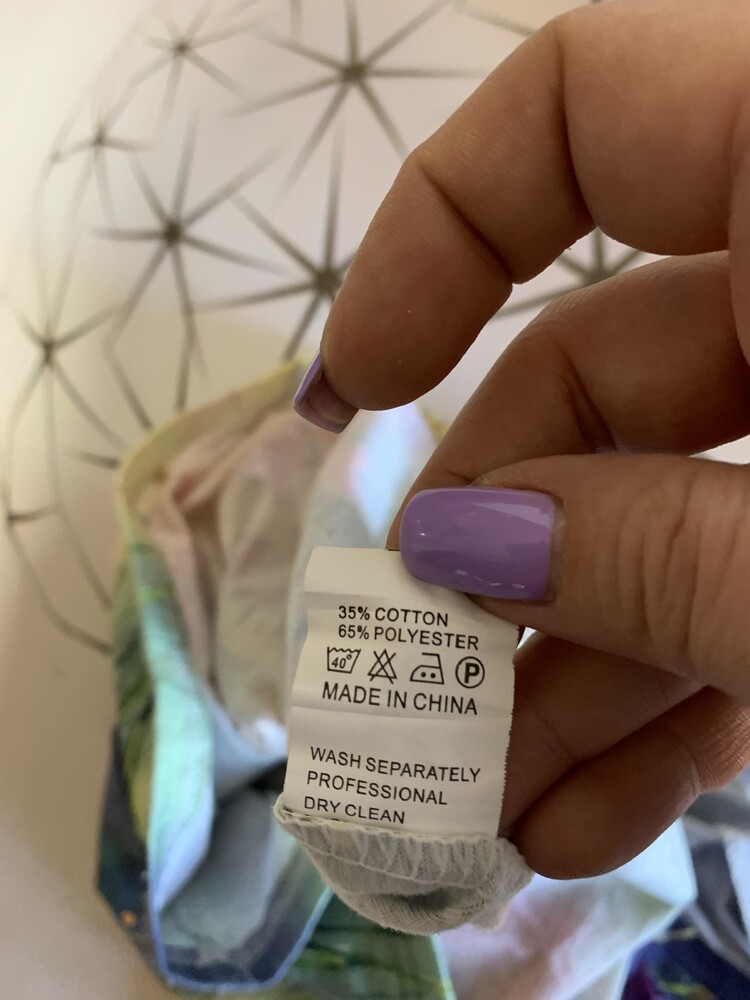 35% COTTON
65% POLYESTER
40° P
MADE IN CHINA
WASH SEPARATELY
PROFESSIONAL
DRY CLEAN